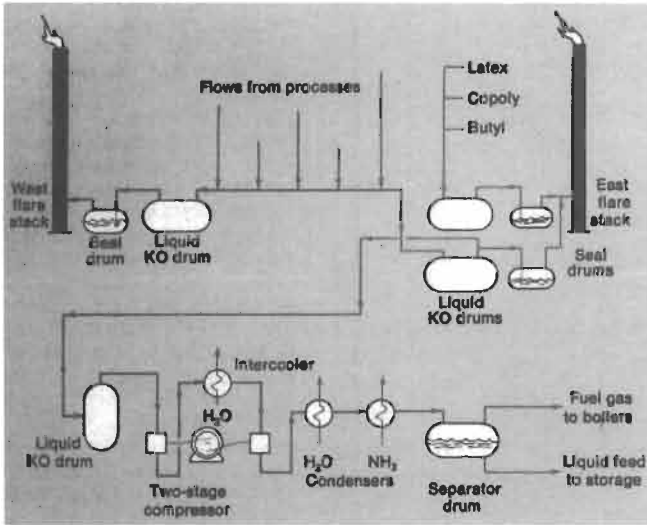 Latex
Flows from processes
Copoly
Butyl
West
flare
stack
East
flare
stack
Seal
drum
Liquid
KO drum
Seal
drums
Liquid
KO drums
Intercooler
H₂O
Fuel gas
to boilers
Liquid
KO drum
H₂O
NH₃
Condensers
Liquid feed
to storage
Two-stage
compressor
Separator
drum